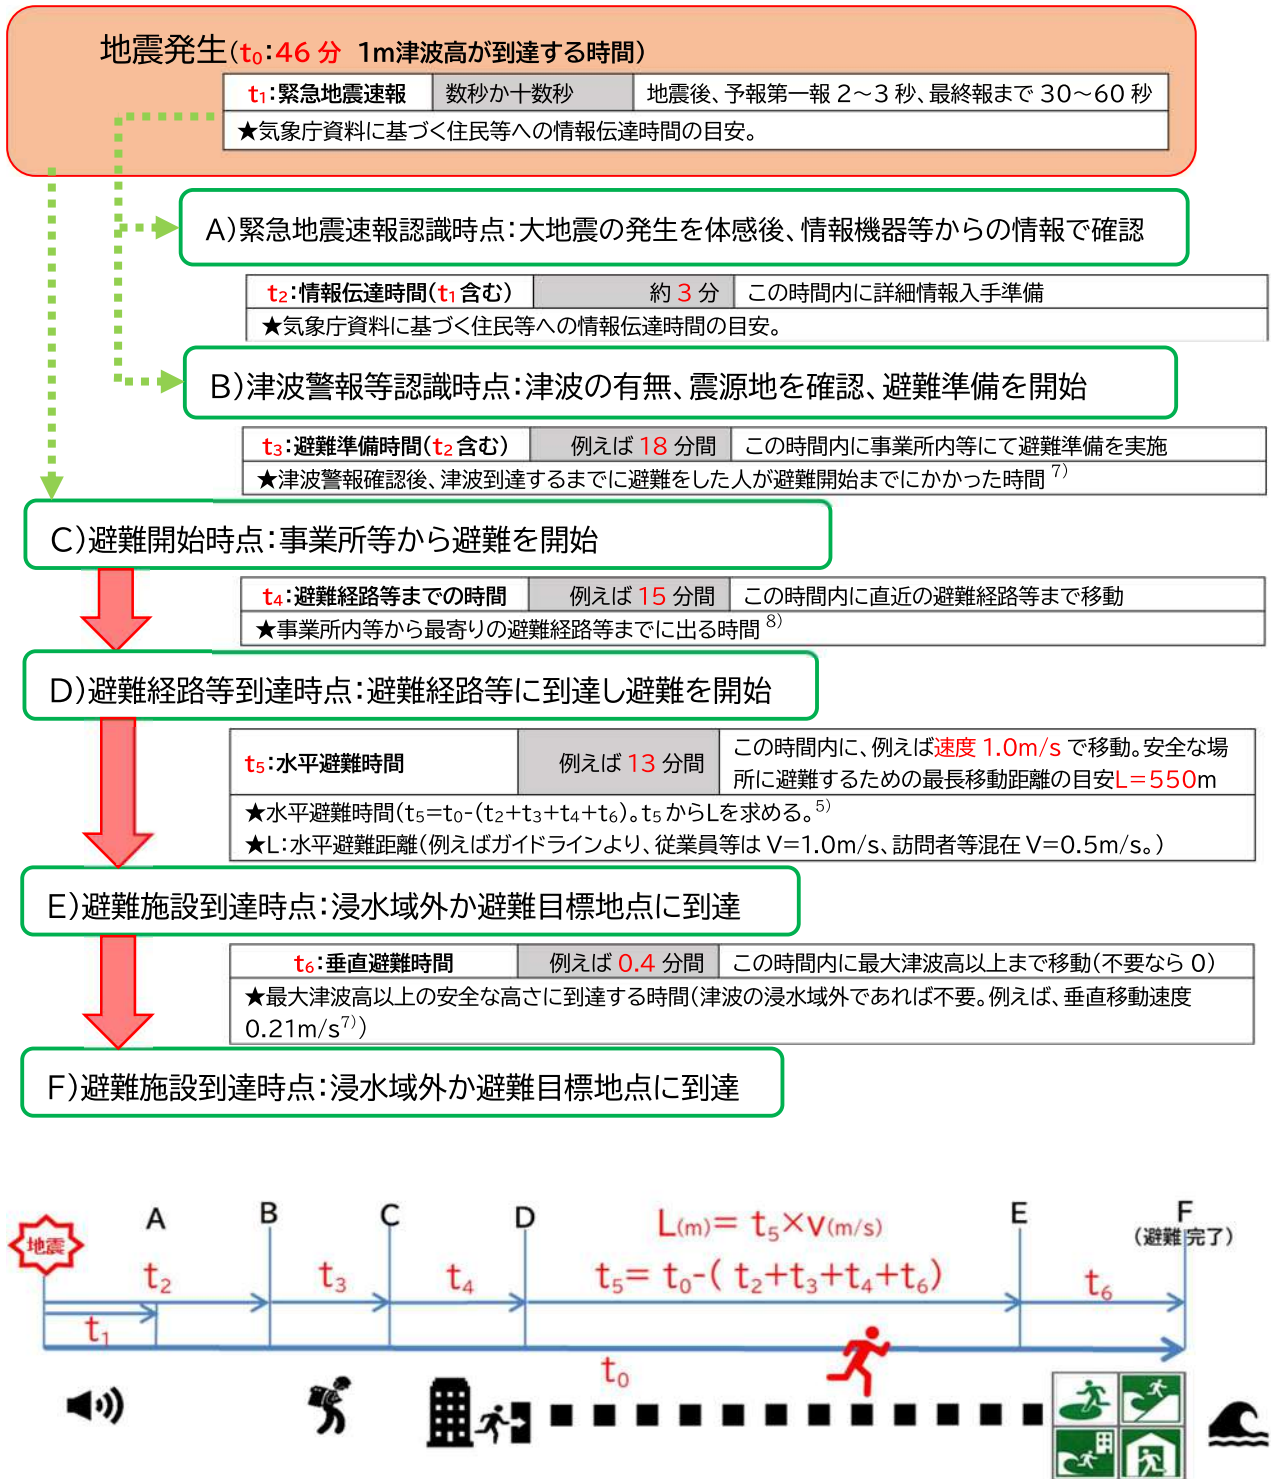 地震発生(t₀:46 分 1m津波高が到達する時間)
t₁:緊急地震速報 数秒か十数秒 地震後、予報第一報 2～3 秒、最終報まで 30～60 秒
★気象庁資料に基づく住民等への情報伝達時間の目安。
A)緊急地震速報認識時点:大地震の発生を体感後、情報機器等からの情報で確認
t₂:情報伝達時間(t₁含む) 約 3 分 この時間内に詳細情報入手準備
★気象庁資料に基づく住民等への情報伝達時間の目安。
B)津波警報等認識時点:津波の有無、震源地を確認、避難準備を開始
t₃:避難準備時間(t₂含む) 例えば 18 分間 この時間内に事業所内等にて避難準備を実施
★津波警報確認後、津波到達するまでに避難をした人が避難開始までにかかった時間 7)
C)避難開始時点:事業所等から避難を開始
t₄:避難経路等までの時間 例えば 15 分間 この時間内に直近の避難経路等まで移動
★事業所内等から最寄りの避難経路等までに出る時間 8)
D)避難経路等到達時点:避難経路等に到達し避難を開始
t₅:水平避難時間 例えば 13 分間 この時間内に、例えば速度 1.0m/s で移動。安全な場
所に避難するための最長移動距離の目安L=550m
★水平避難時間(t₅=t₀-(t₂+t₃+t₄+t₆)。t₅からLを求める。5)
★L:水平避難距離(例えばガイドラインより、従業員等は V=1.0m/s、訪問者等混在 V=0.5m/s。)
E)避難施設到達時点:浸水域外か避難目標地点に到達
t₆:垂直避難時間 例えば 0.4 分間 この時間内に最大津波高以上まで移動(不要なら 0)
★最大津波高以上の安全な高さに到達する時間(津波の浸水域外であれば不要。例えば、垂直移動速度
0.21m/s7))
F)避難施設到達時点:浸水域外か避難目標地点に到達
A B C D L(m)= t₅×v(m/s) E F
(避難完了)
地震
t₂ t₃ t₄ t₅= t₀-( t₂+t₃+t₄+t₆) t₆
t₁
t₀